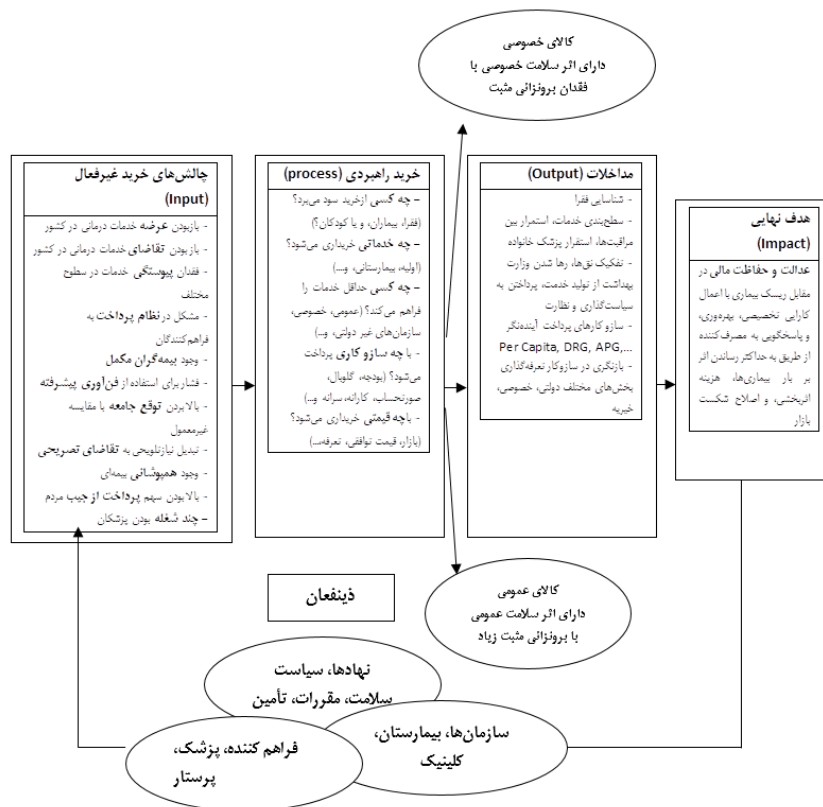 کالای خصوصی
دارای اثر سلامت خصوصی با
فقدان برونزائی مثبت
چالش‌های خرید غیرفعال
(Input)
- بازبودن عرضه خدمات درمانی در کشور
- بازبودن تقاضای خدمات درمانی در کشور
- فقدان پیوستگی خدمات در سطوح
مختلف
- مشکل در نظام پرداخت به
فراهم‌کنندگان
- وجود بیمه‌گران مکمل
- فشار برای استفاده از فن‌آوری پیشرفته
- بالابردن توقع جامعه با مقایسه
غیرمعمول
- تبدیل نیازتلویحی به تقاضای تصریحی
- وجود همپوشانی بیمه‌ای
- بالابودن سهم پرداخت از جیب مردم
- چند شغله بودن پزشکان
خرید راهبردی (process)
- چه کسی ازخرید سود می‌برد؟
(فقرا، بیماران، و یا کودکان؟)
- چه خدماتی خریداری می‌شود؟
(اولیه، بیمارستانی، و...)
- چه کسی حداقل خدمات را
فراهم می‌کند؟ (عمومی، خصوصی،
سازمان‌های غیر دولتی، و..)
- با چه سازو کاری پرداخت
می‌شود؟ (بودجه، گلوبال،
صورتحساب، کارانه، سرانه و...)
- باچه قیمتی خریداری می‌شود؟
(بازار، قیمت توافقی، تعرفه...)
مداخلات (Output)
- شناسایی فقرا
- سطح‌بندی خدمات، استمرار بین
مراقبت‌ها، استقرار پزشک خانواده
- تفکیک نق‌ها، رها شدن وزارت
بهداشت از تولید خدمت، پرداختن به
سیاست‌گذاری و نظارت
- سازو کارهای پرداخت آینده‌نگر
Per Capita, DRG, APG,...
- بازنگری در سازوکار تعرفه‌گذاری
بخش‌های مختلف دولتی، خصوصی،
خیریه
هدف نهایی
(Impact)
عدالت و حفاظت مالی در
مقابل ریسک بیماری با اعمال
کارایی تخصیصی، بهره‌وری،
و پاسخگویی به مصرف‌کننده
از طریق به حداکثر رساندن اثر
بر بار بیماری‌ها، هزینه
اثربخشی، و اصلاح شکست
بازار
کالای عمومی
دارای اثر سلامت عمومی
با برونزائی مثبت زیاد
ذینفعان
نهادها، سیاست
سلامت، مقررات، تأمین
سازمان‌ها، بیمارستان،
کلینیک
فراهم کننده، پزشک،
پرستار